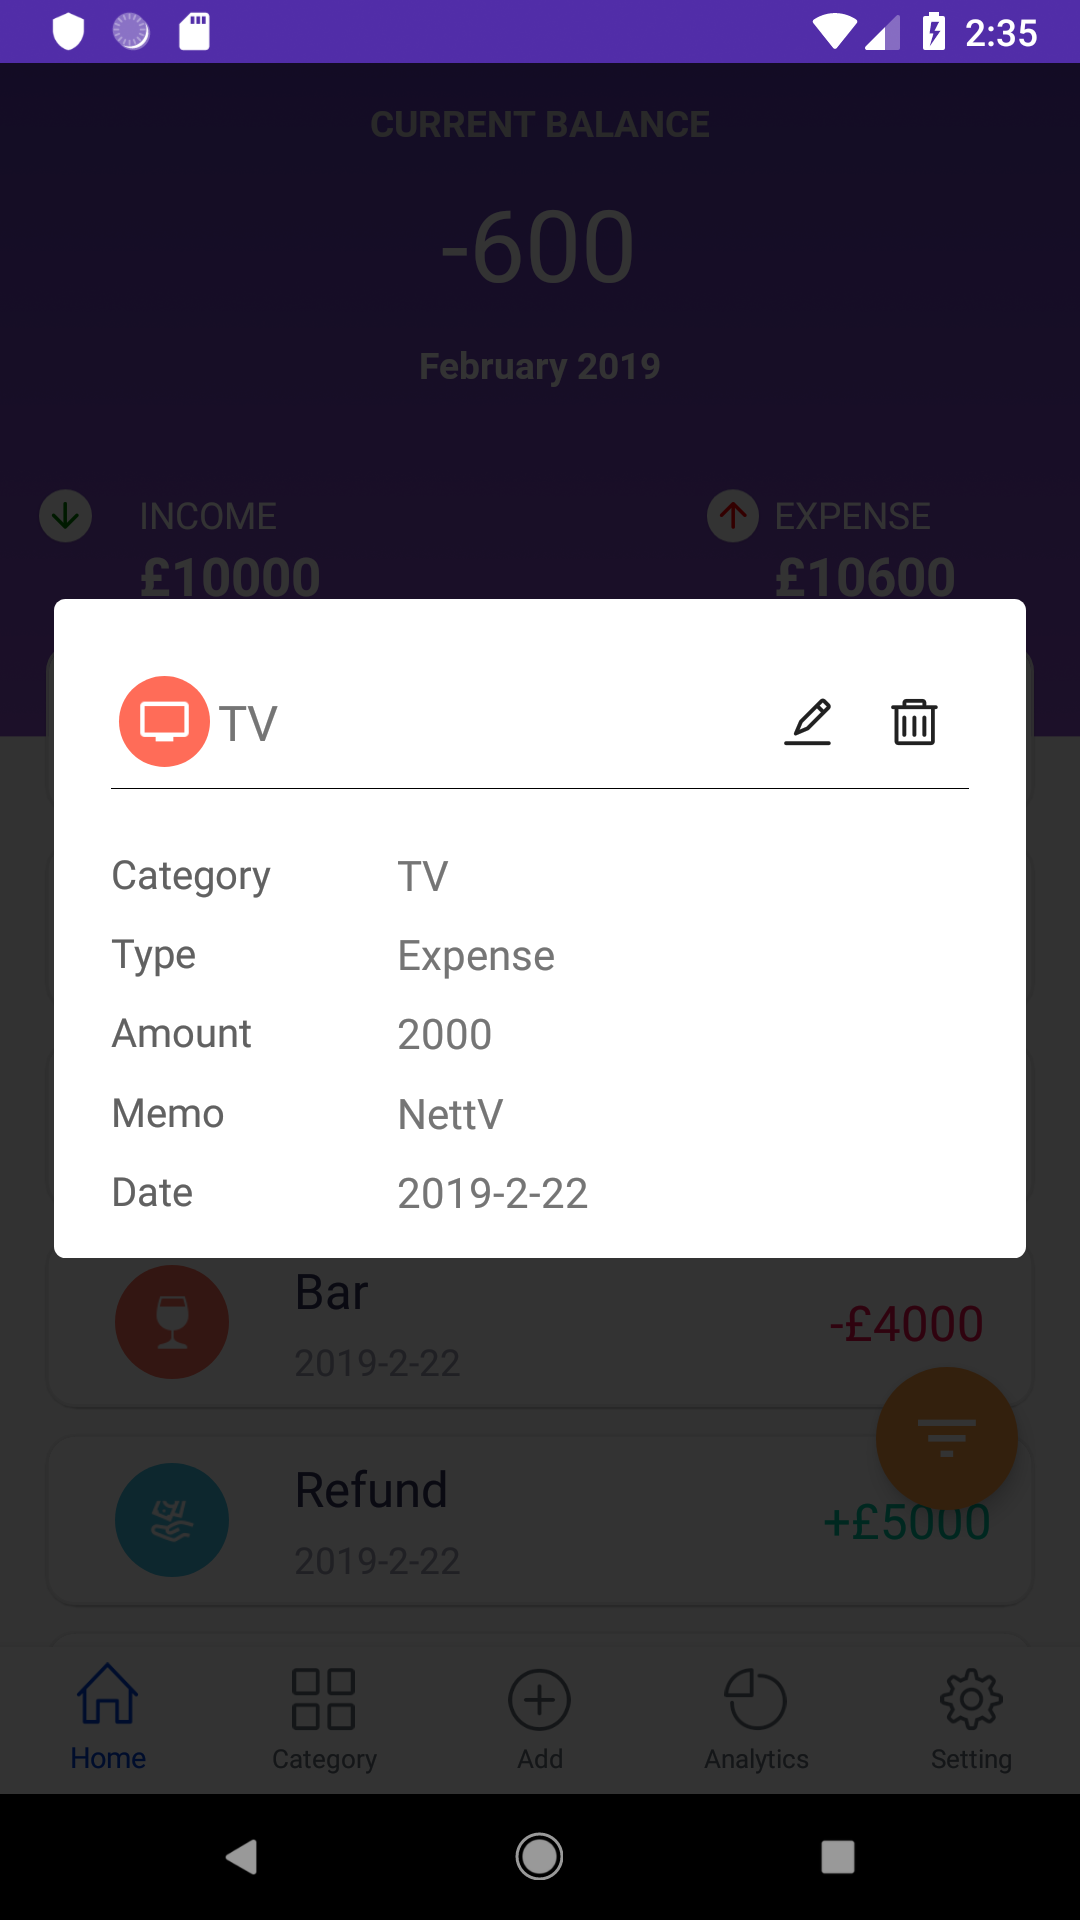 2:35
CURRENT BALANCE
-600
February 2019
INCOME
£10000
EXPENSE
£10600
TV
Category TV
Type Expense
Amount 2000
Memo NettV
Date 2019-2-22
Bar
2019-2-22
-£4000
Refund
2019-2-22
+£5000
Home
Category
Add
Analytics
Setting